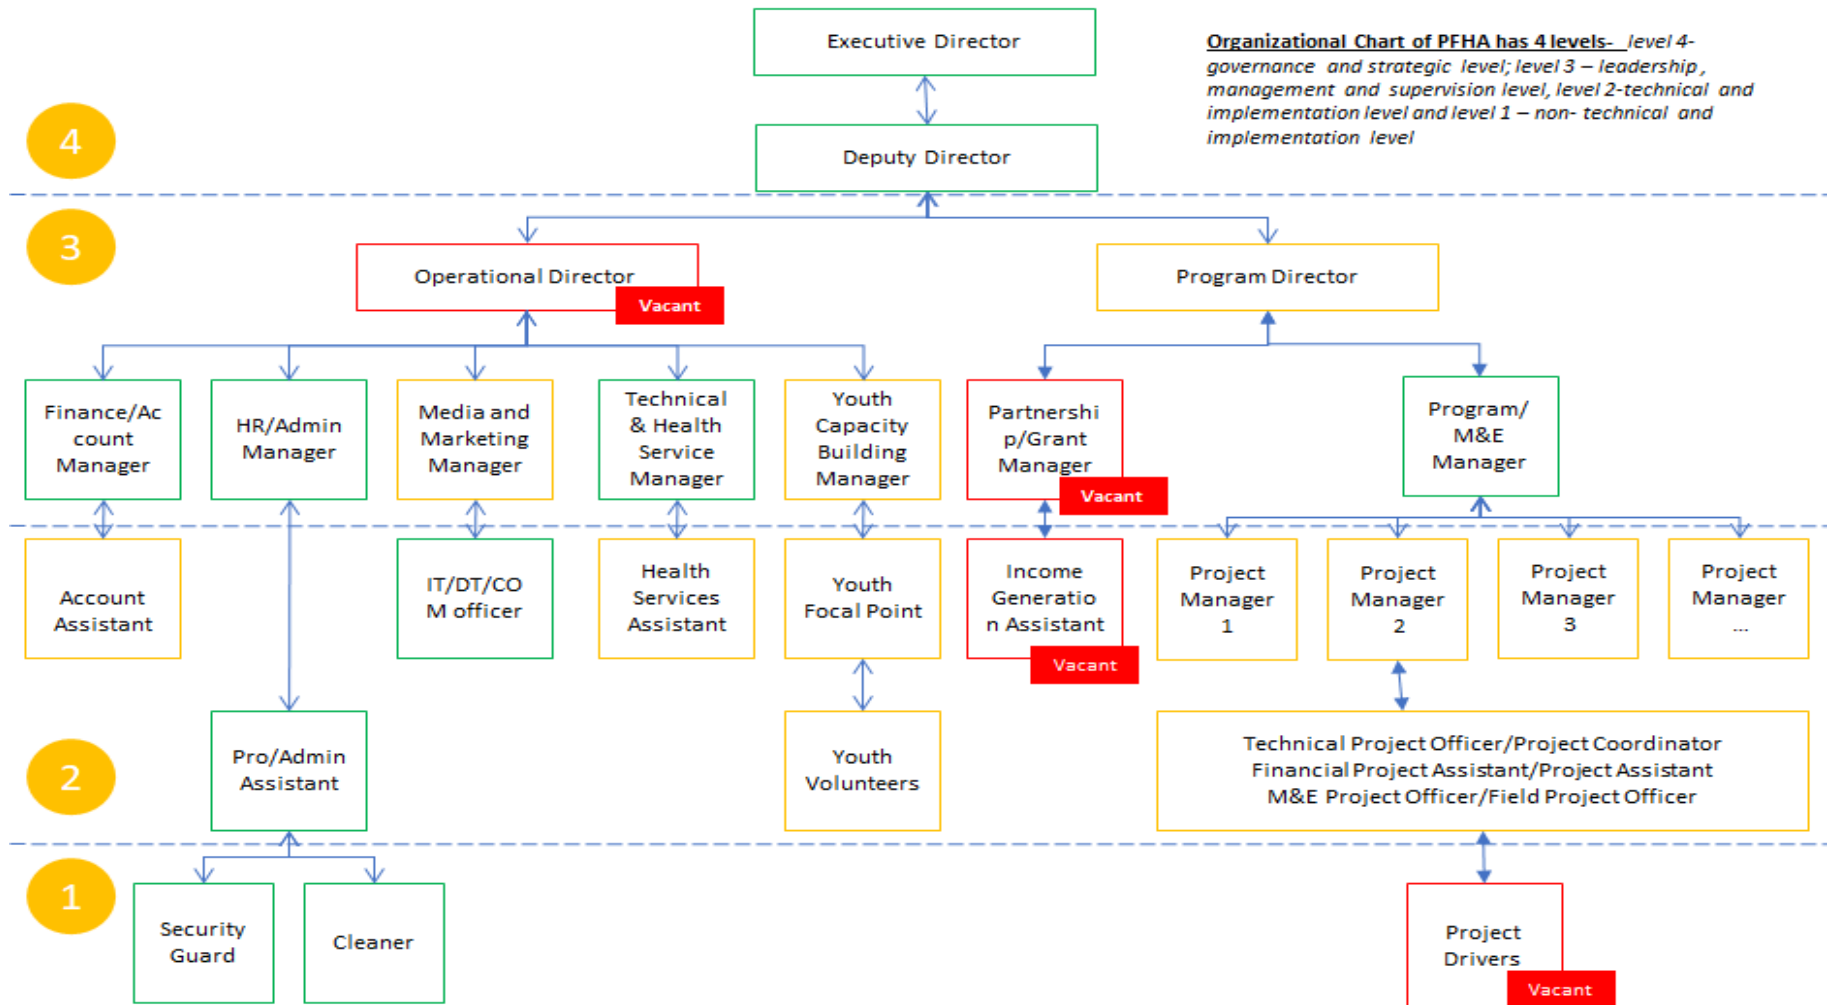 Executive Director
Organizational Chart of PFHA has 4 levels- level 4-
governance and strategic level; level 3 – leadership,
management and supervision level, level 2-technical and
implementation level and level 1 – non- technical and
implementation level
4
Deputy Director
3
Operational Director
Vacant
Program Director
Finance/Ac
count
Manager
HR/Admin
Manager
Media and
Marketing
Manager
Technical
& Health
Service
Manager
Youth
Capacity
Building
Manager
Partnershi
p/Grant
Manager
Vacant
Program/
M&E
Manager
Account
Assistant
IT/DT/CO
M officer
Health
Services
Assistant
Youth
Focal Point
Income
Generatio
n Assistant
Vacant
Project
Manager
1
Project
Manager
2
Project
Manager
3
Project
Manager
...
2
Pro/Admin
Assistant
Youth
Volunteers
Technical Project Officer/Project Coordinator
Financial Project Assistant/Project Assistant
M&E Project Officer/Field Project Officer
1
Security
Guard
Cleaner
Project
Drivers
Vacant